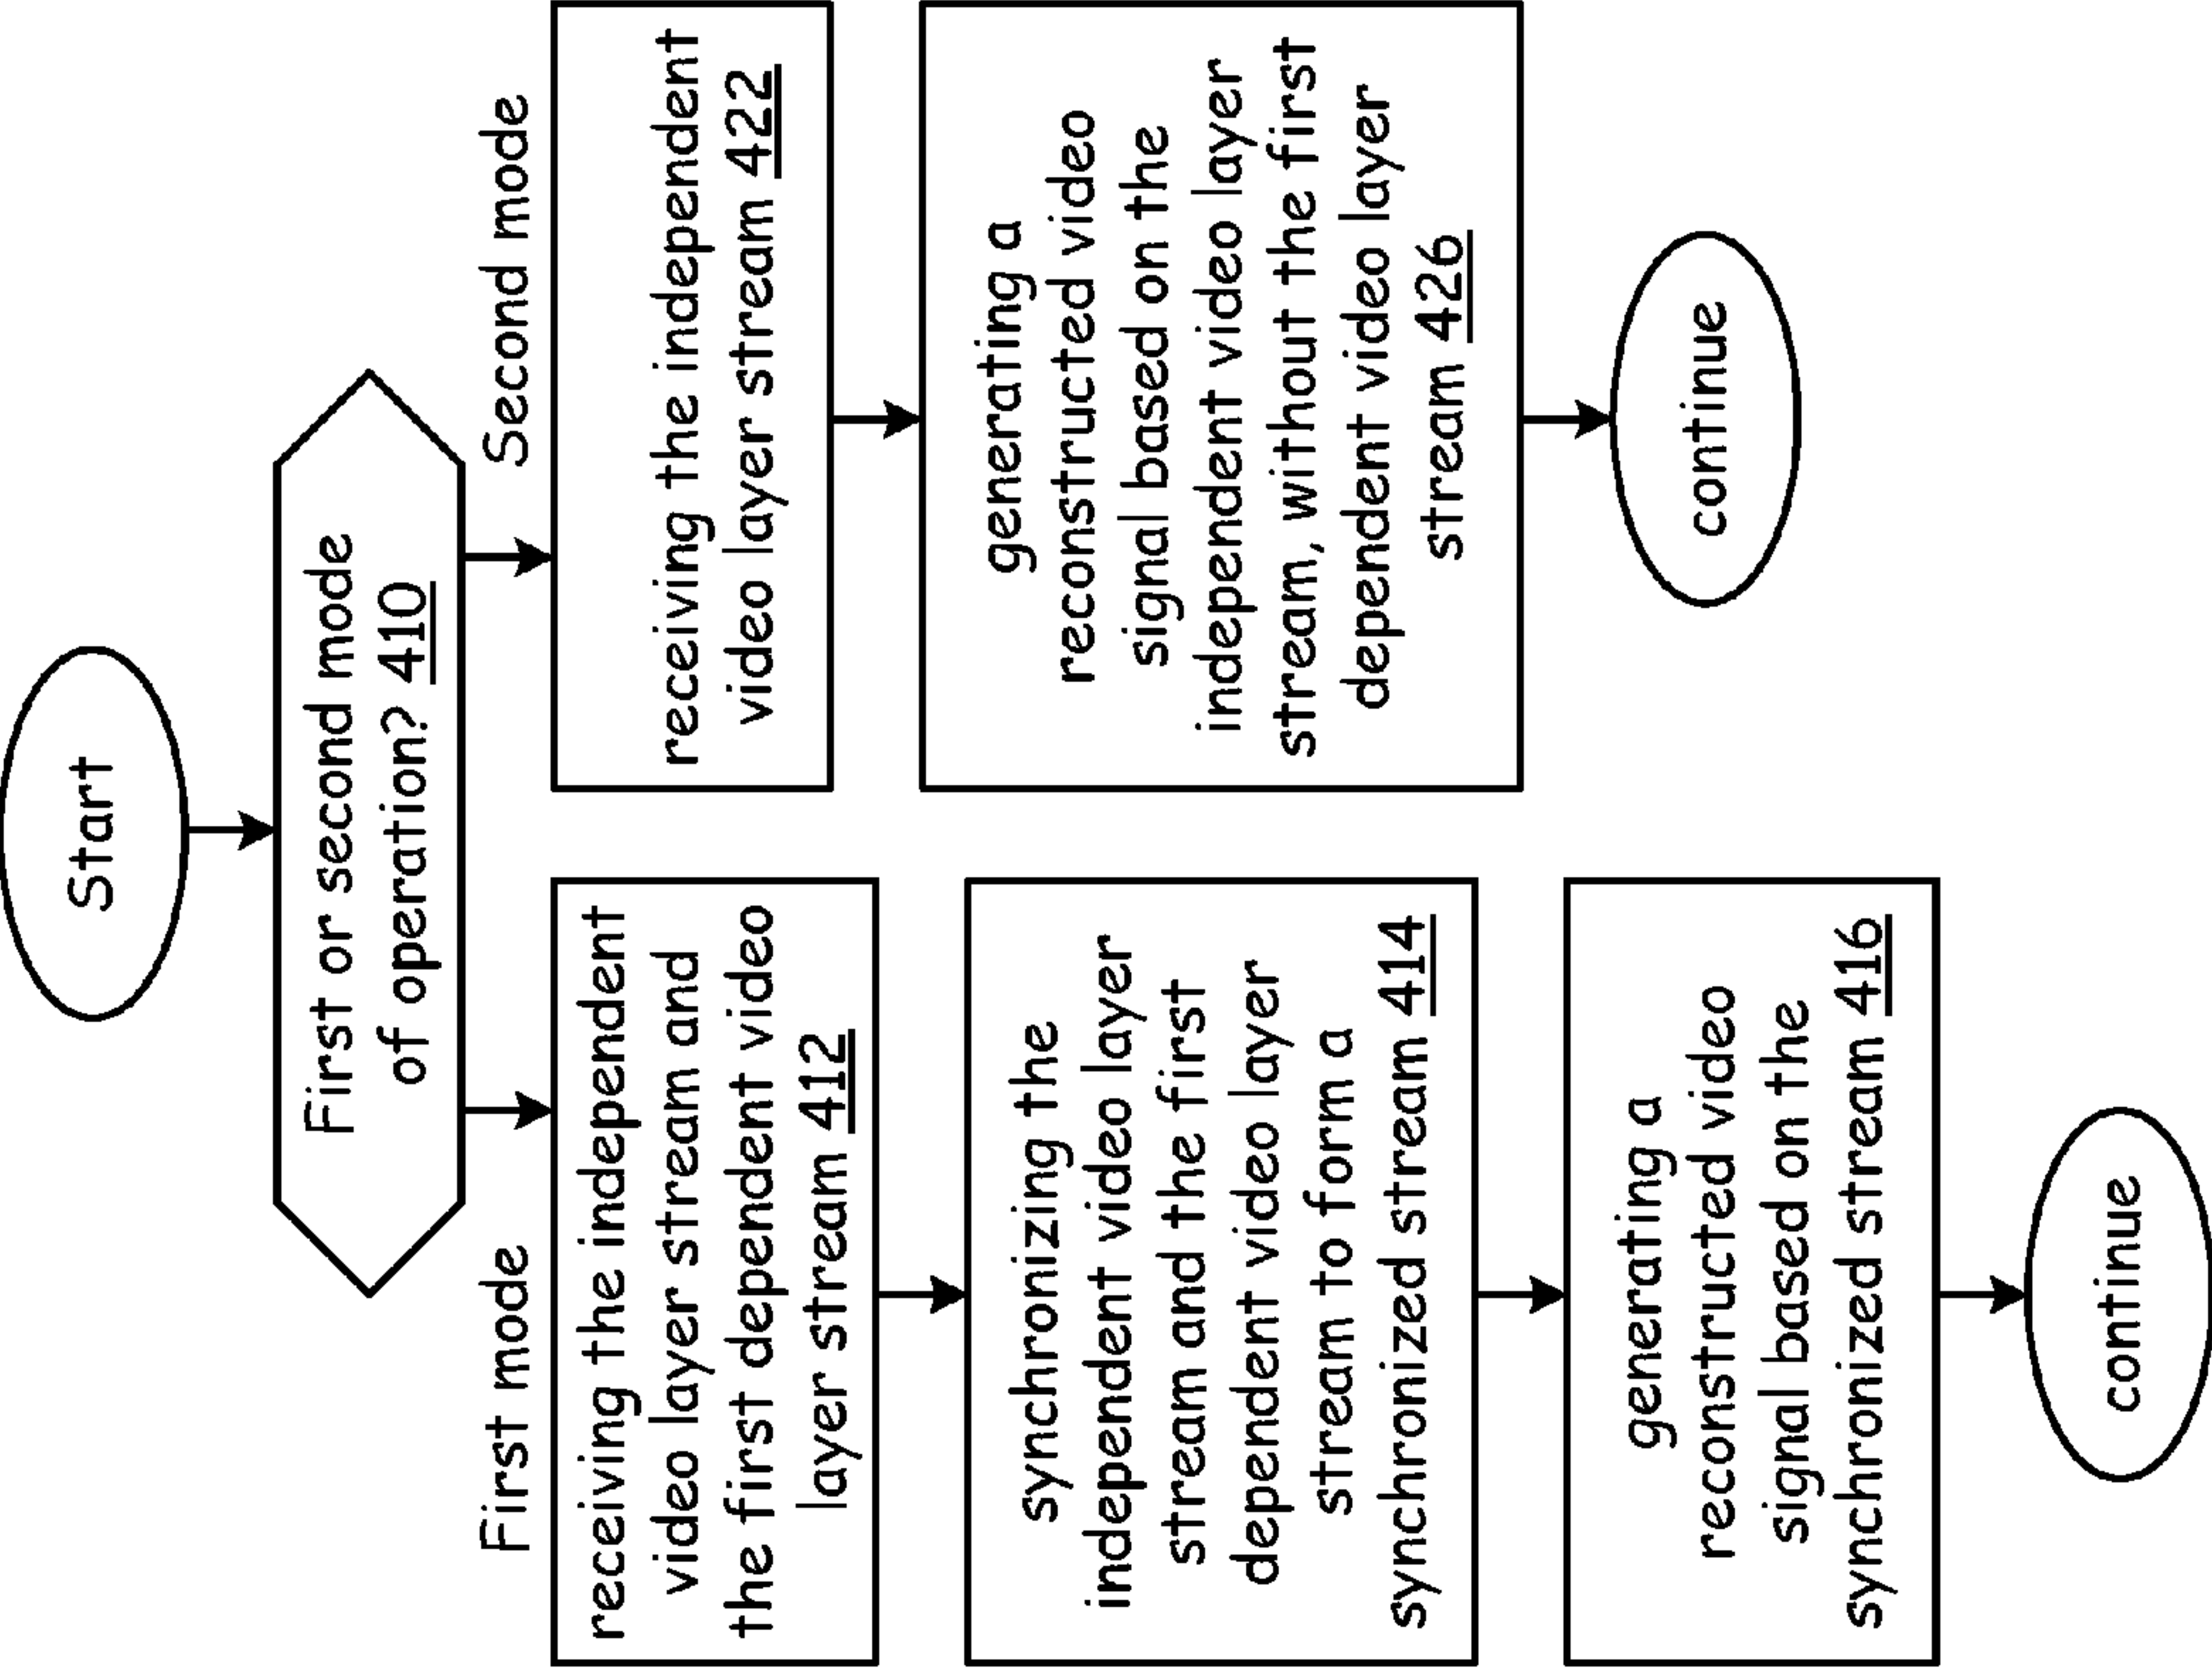 Start
First or second mode
of operation? 410
First mode
receiving the independent
video layer stream and
the first dependent video
layer stream 412
synchronizing the
independent video layer
stream and the first
dependent video layer
stream to form a
synchronized stream 414
generating a
reconstructed video
signal based on the
synchronized stream 416
continue
Second mode
receiving the independent
video layer stream 422
generating a
reconstructed video
signal based on the
independent video layer
stream, without the first
dependent video layer
stream 426
continue